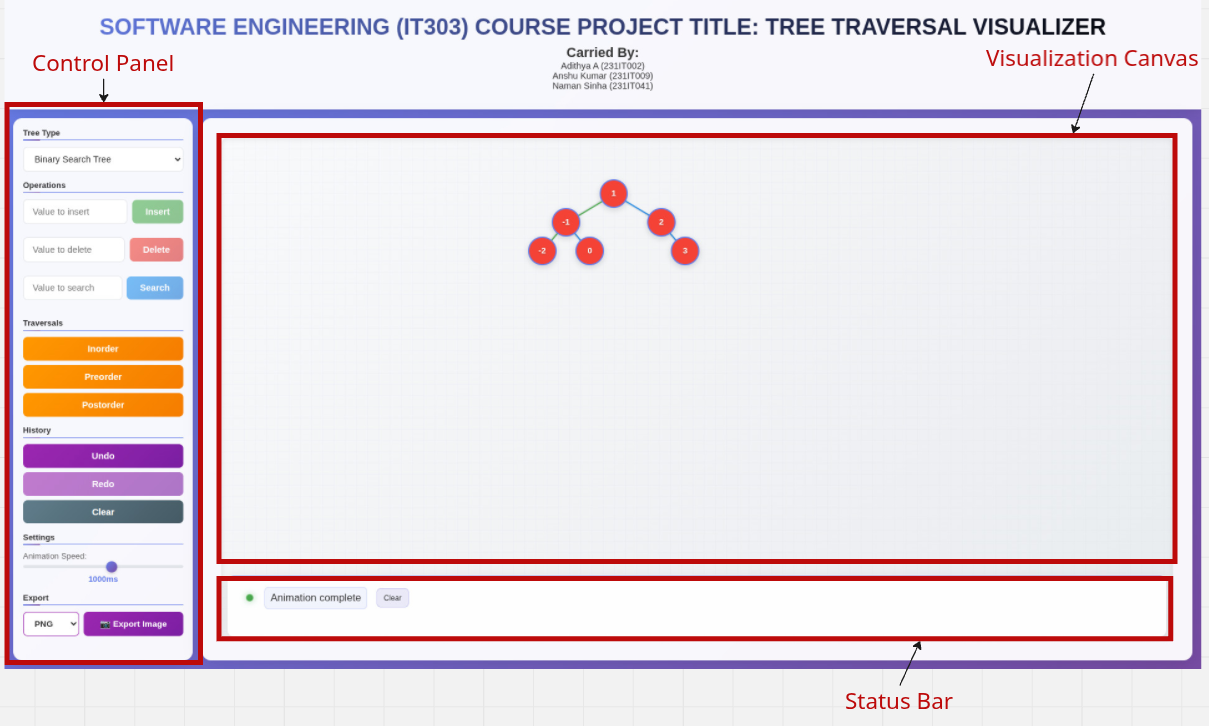 SOFTWARE ENGINEERING (IT303) COURSE PROJECT TITLE: TREE TRAVERSAL VISUALIZER
Carried By:
Adithya A (231IT002)
Anshu Kumar (231IT009)
Naman Sinha (231IT041)
Control Panel
Visualization Canvas
Tree Type
Binary Search Tree
Operations
Value to insert Insert
Value to delete Delete
Value to search Search
Traversals
Inorder
Preorder
Postorder
History
Undo
Redo
Clear
Settings
Animation Speed:
1000ms
Export
PNG Export Image
1
-1 2
-2 0 3
Animation complete Clear
Status Bar